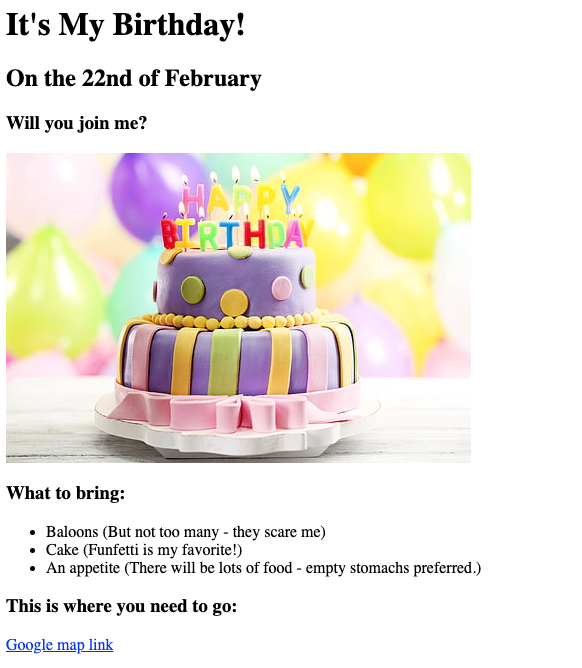 It's My Birthday!
On the 22nd of February
Will you join me?
HAPPY
BIRTHDAY
What to bring:
Baloons (But not too many - they scare me)
Cake (Funfetti is my favorite!)
An appetite (There will be lots of food - empty stomachs preferred.)
This is where you need to go:
Google map link